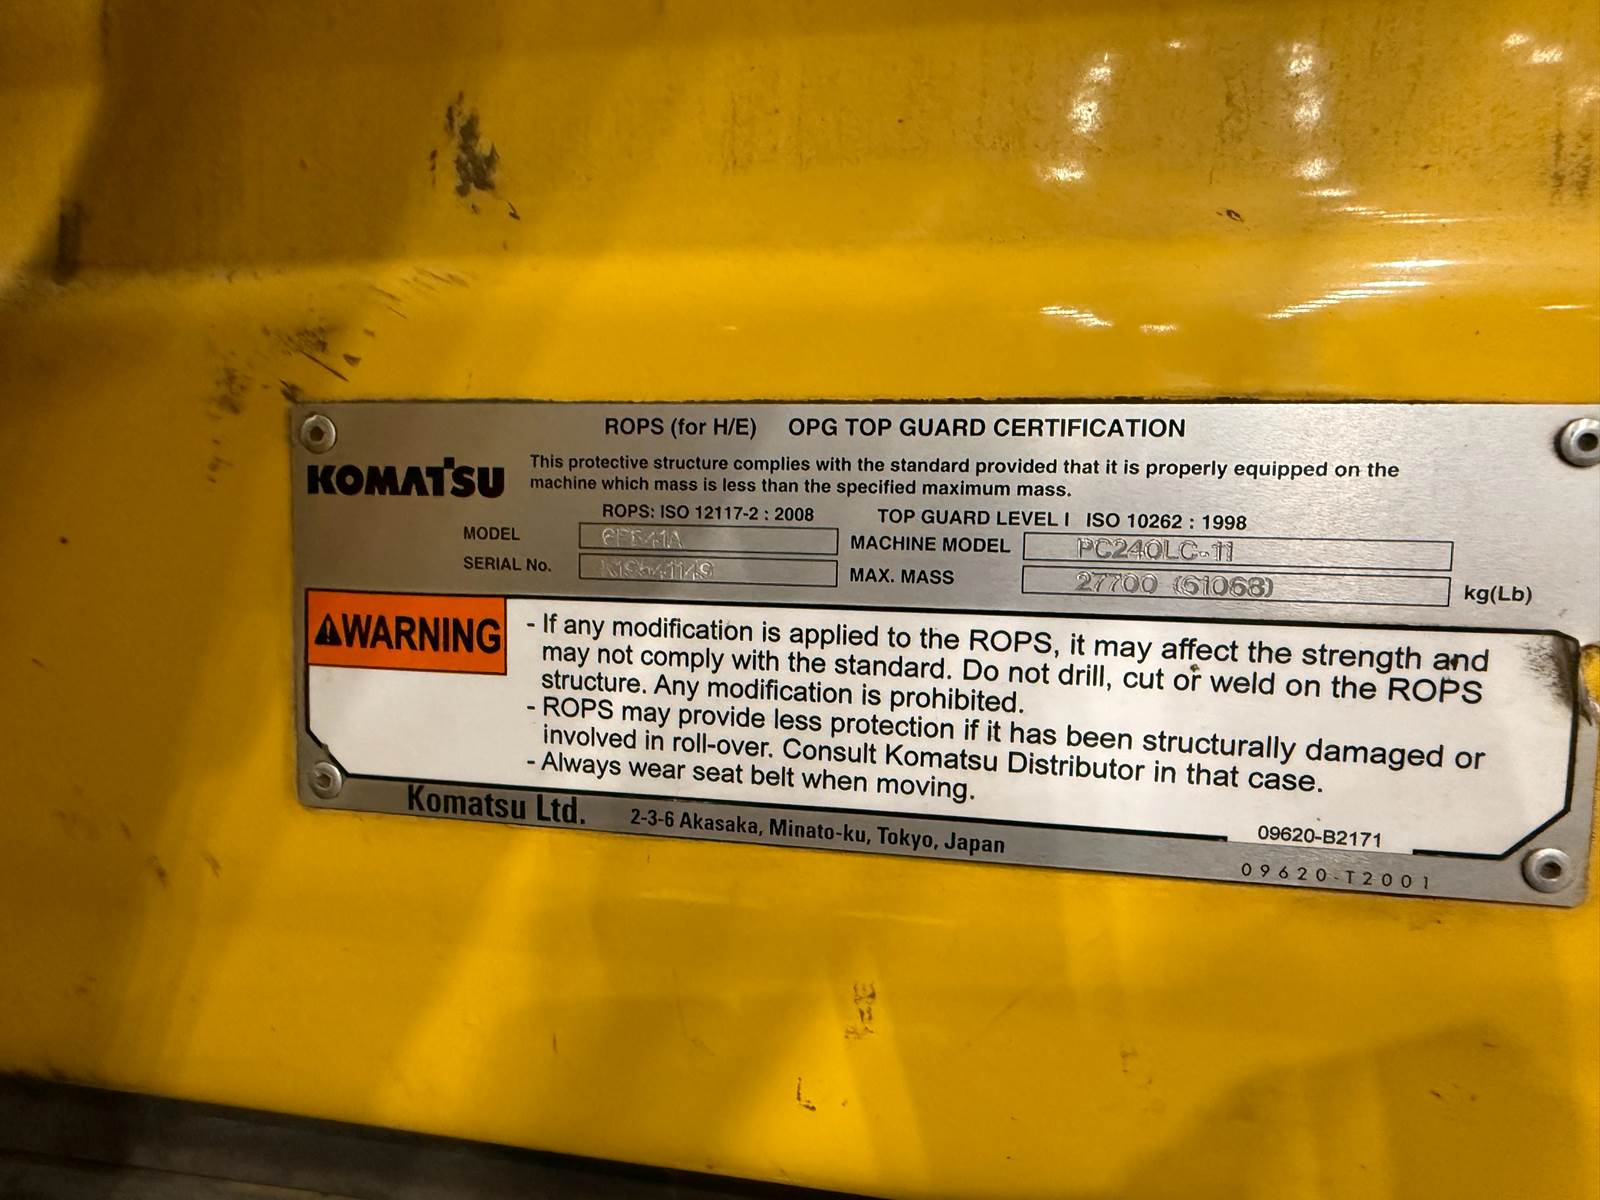 ROPS (for H/E) OPG TOP GUARD CERTIFICATION
KOMATSU
This protective structure complies with the standard provided that it is properly equipped on the
machine which mass is less than the specified maximum mass.
ROPS: ISO 12117-2 : 2008 TOP GUARD LEVEL I ISO 10262 : 1998
MODEL MACHINE MODEL PC240LC-11
SERIAL No. MAX. MASS 27700 (61068) kg(Lb)
WARNING
- If any modification is applied to the ROPS, it may affect the strength and
may not comply with the standard. Do not drill, cut or weld on the ROPS
structure. Any modification is prohibited.
- ROPS may provide less protection if it has been structurally damaged or
involved in roll-over. Consult Komatsu Distributor in that case.
- Always wear seat belt when moving.
Komatsu Ltd. 2-3-6 Akasaka, Minato-ku, Tokyo, Japan
09620-B2171
09620-T2001